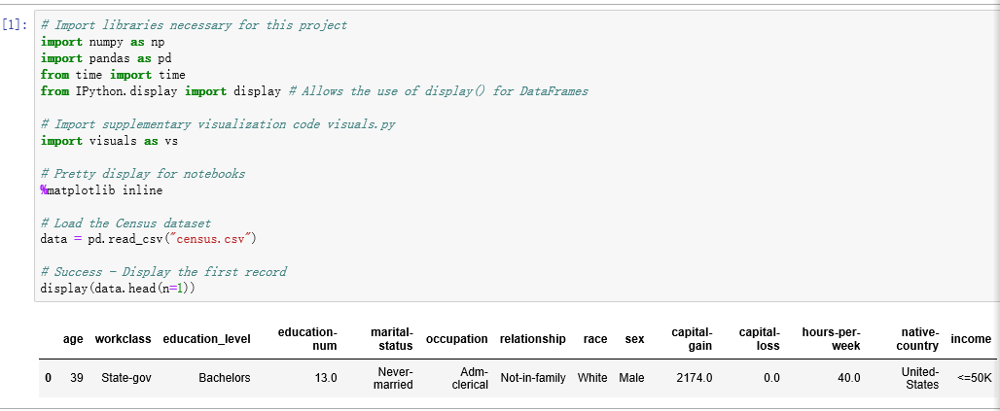 [1]: # Import libraries necessary for this project
import numpy as np
import pandas as pd
from time import time
from IPython.display import display # Allows the use of display() for DataFrames
# Import supplementary visualization code visuals.py
import visuals as vs
# Pretty display for notebooks
%matplotlib inline
# Load the Census dataset
data = pd.read_csv("census.csv")
# Success - Display the first record
display(data.head(n=1))
age workclass education_level education-num marital-status occupation relationship race sex capital-gain capital-loss hours-per-week native-country income
0 39 State-gov Bachelors 13.0 Never-married Adm-clerical Not-in-family White Male 2174.0 0.0 40.0 United-States <=50K